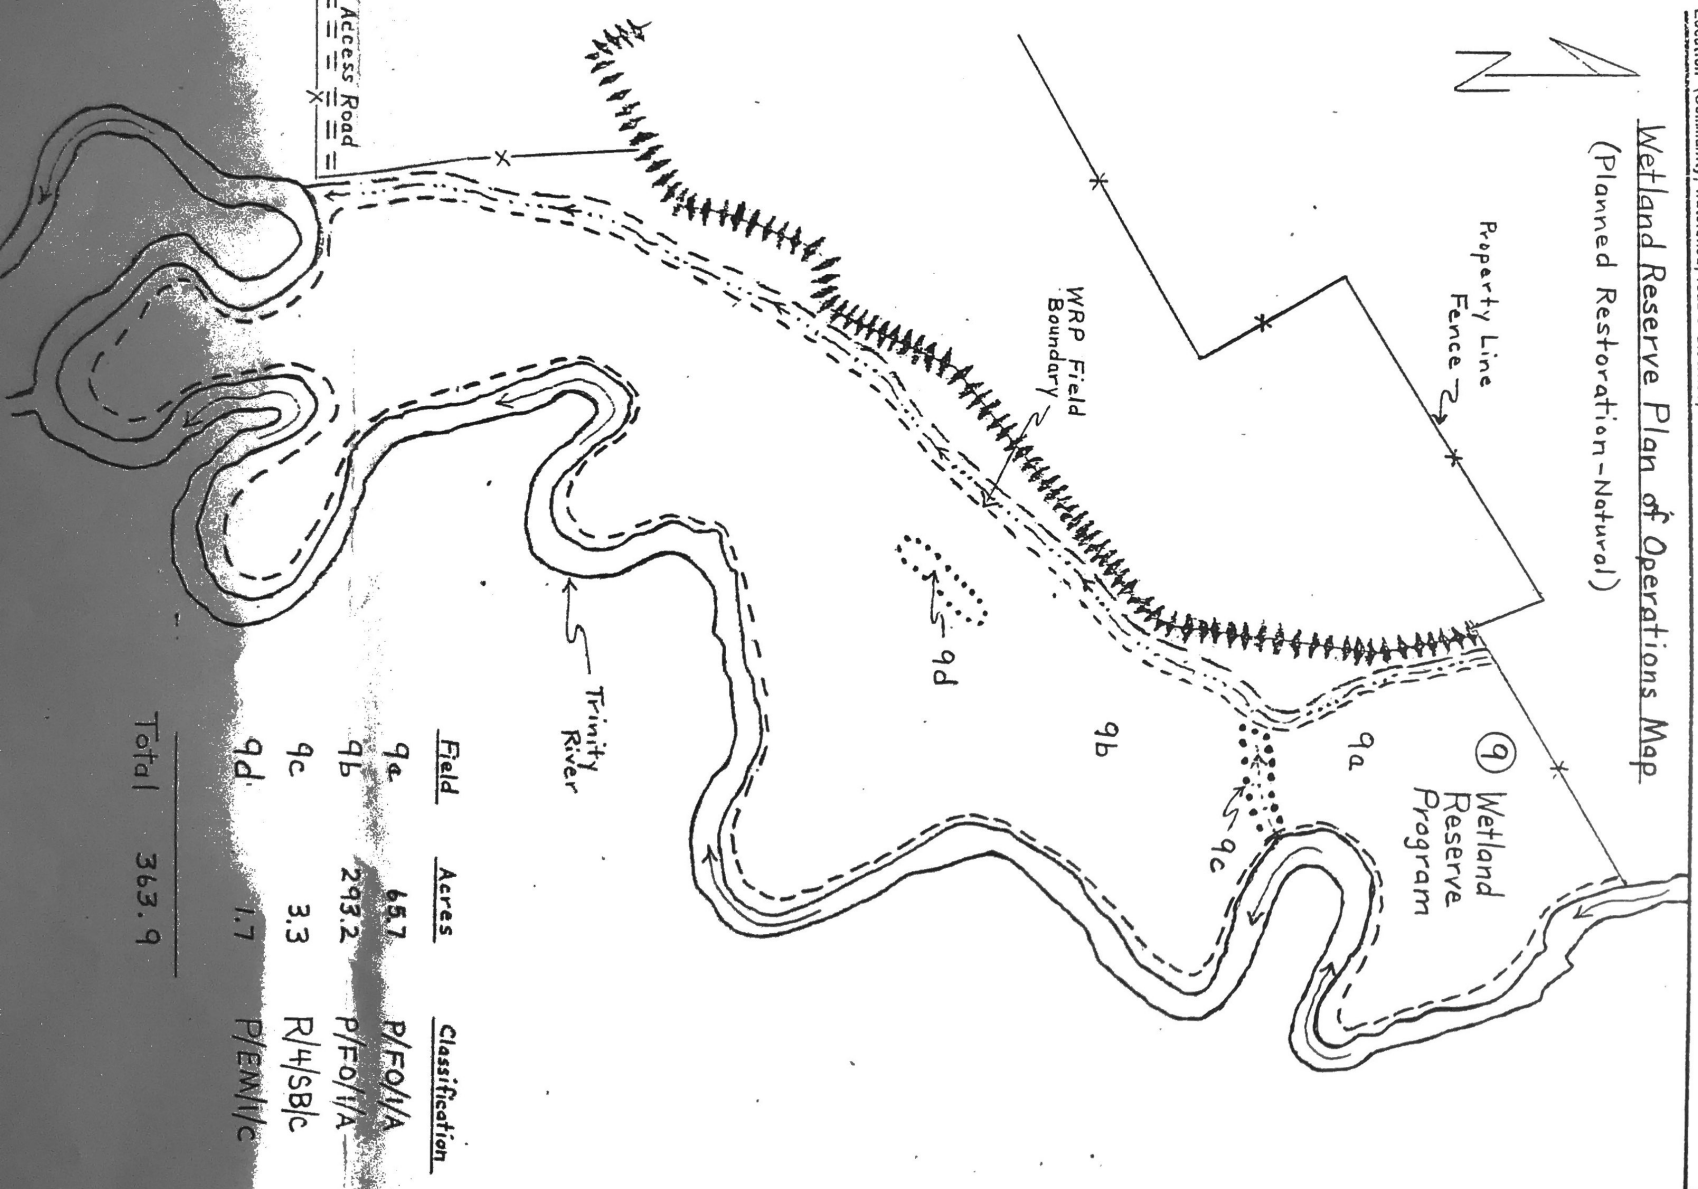 Wetland Reserve Plan of Operations Map
(Planned Restoration-Natural)
N
Property Line
Fence
⑨ Wetland
Reserve
Program
9a
9c
9b
WRP Field
Boundary
9d
Trinity
River
Access Road
Field Acres Classification
9a 65.7 P/FO/1/A
9b 293.2 P/FO/1/A
9c 3.3 R/4/SB/C
9d 1.7 P/EM/1/C
Total 363.9